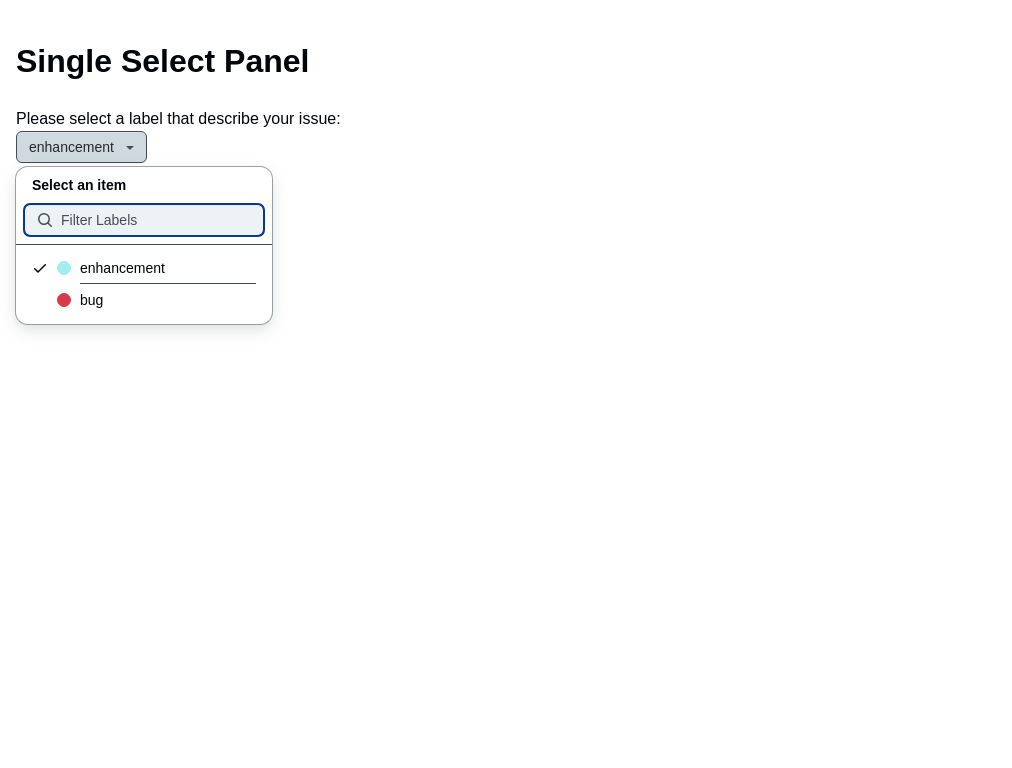 Single Select Panel
Please select a label that describe your issue:
enhancement
Select an item
Filter Labels
enhancement
bug